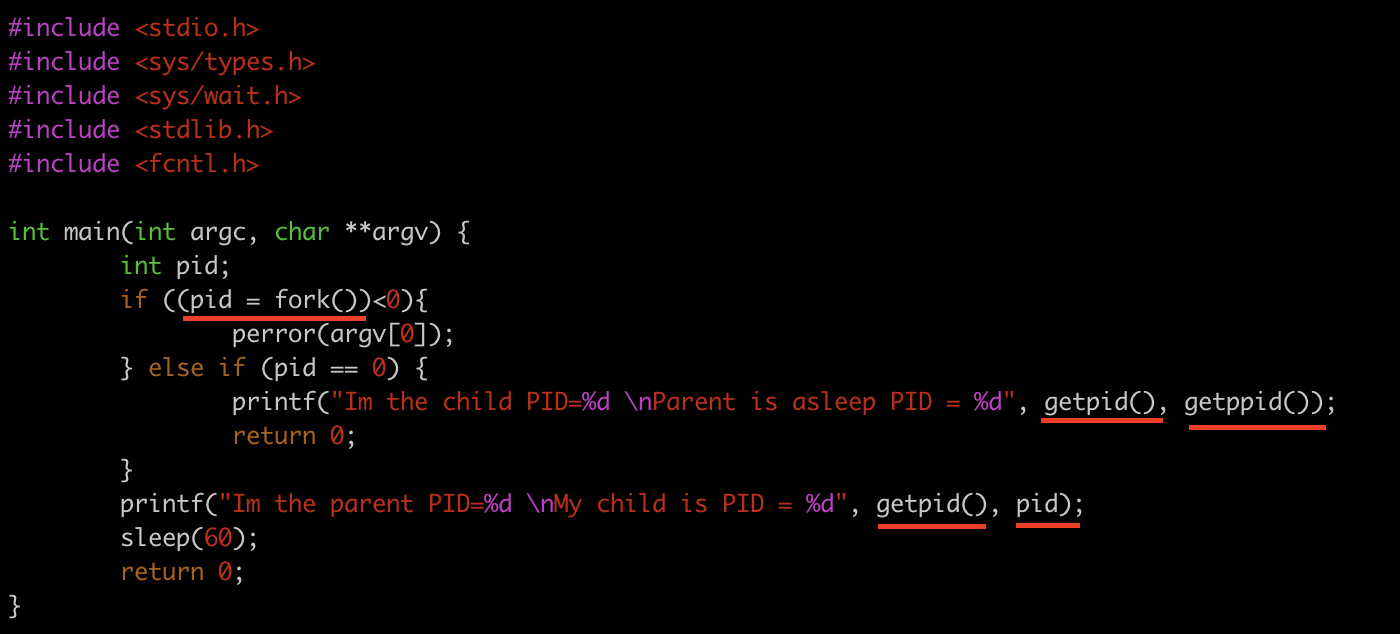 #include <stdio.h>
#include <sys/types.h>
#include <sys/wait.h>
#include <stdlib.h>
#include <fcntl.h>
int main(int argc, char **argv) {
int pid;
if ((pid = fork())<0){
perror(argv[0]);
} else if (pid == 0) {
printf("Im the child PID=%d \nParent is asleep PID = %d", getpid(), getppid());
return 0;
}
printf("Im the parent PID=%d \nMy child is PID = %d", getpid(), pid);
sleep(60);
return 0;
}